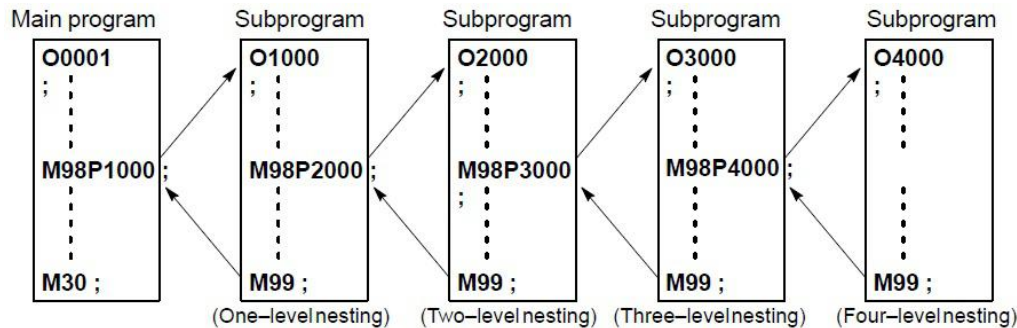 Main program
O0001
;
M98P1000 ;
M30 ;
Subprogram
O1000
;
M98P2000 ;
M99 ;
(One–level nesting)
Subprogram
O2000
;
M98P3000
;
M99 ;
(Two–level nesting)
Subprogram
O3000
;
M98P4000 ;
M99 ;
(Three–level nesting)
Subprogram
O4000
;
M99 ;
(Four–level nesting)